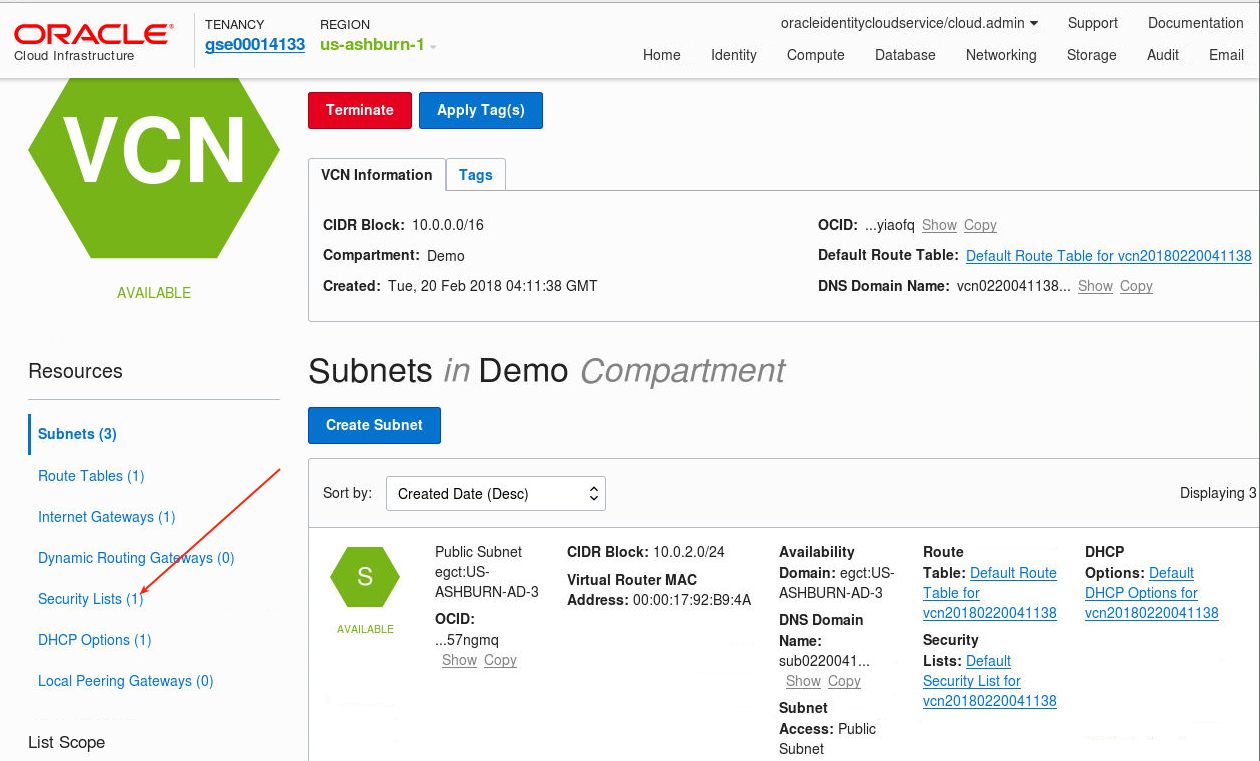 ORACLE®
Cloud Infrastructure
TENANCY
gse00014133
REGION
us-ashburn-1
oracleidentitycloudservice/cloud.admin Support Documentation
Home Identity Compute Database Networking Storage Audit Email
VCN
AVAILABLE
Terminate Apply Tag(s)
VCN Information Tags
CIDR Block: 10.0.0.0/16
Compartment: Demo
Created: Tue, 20 Feb 2018 04:11:38 GMT
OCID: ...yiaofq Show Copy
Default Route Table: Default Route Table for vcn20180220041138
DNS Domain Name: vcn0220041138... Show Copy
Resources
Subnets (3)
Route Tables (1)
Internet Gateways (1)
Dynamic Routing Gateways (0)
Security Lists (1)
DHCP Options (1)
Local Peering Gateways (0)
List Scope
Subnets in Demo Compartment
Create Subnet
Sort by: Created Date (Desc)
Displaying 3
S
AVAILABLE
Public Subnet
egct:US-
ASHBURN-AD-3
OCID:
...57ngmq
Show Copy
CIDR Block: 10.0.2.0/24
Virtual Router MAC
Address: 00:00:17:92:B9:4A
Availability
Domain: egct:US-
ASHBURN-AD-3
DNS Domain
Name:
sub0220041...
Show Copy
Subnet
Access: Public
Subnet
Route
Table: Default Route
Table for
vcn20180220041138
Security
Lists: Default
Security List for
vcn20180220041138
DHCP
Options: Default
DHCP Options for
vcn20180220041138